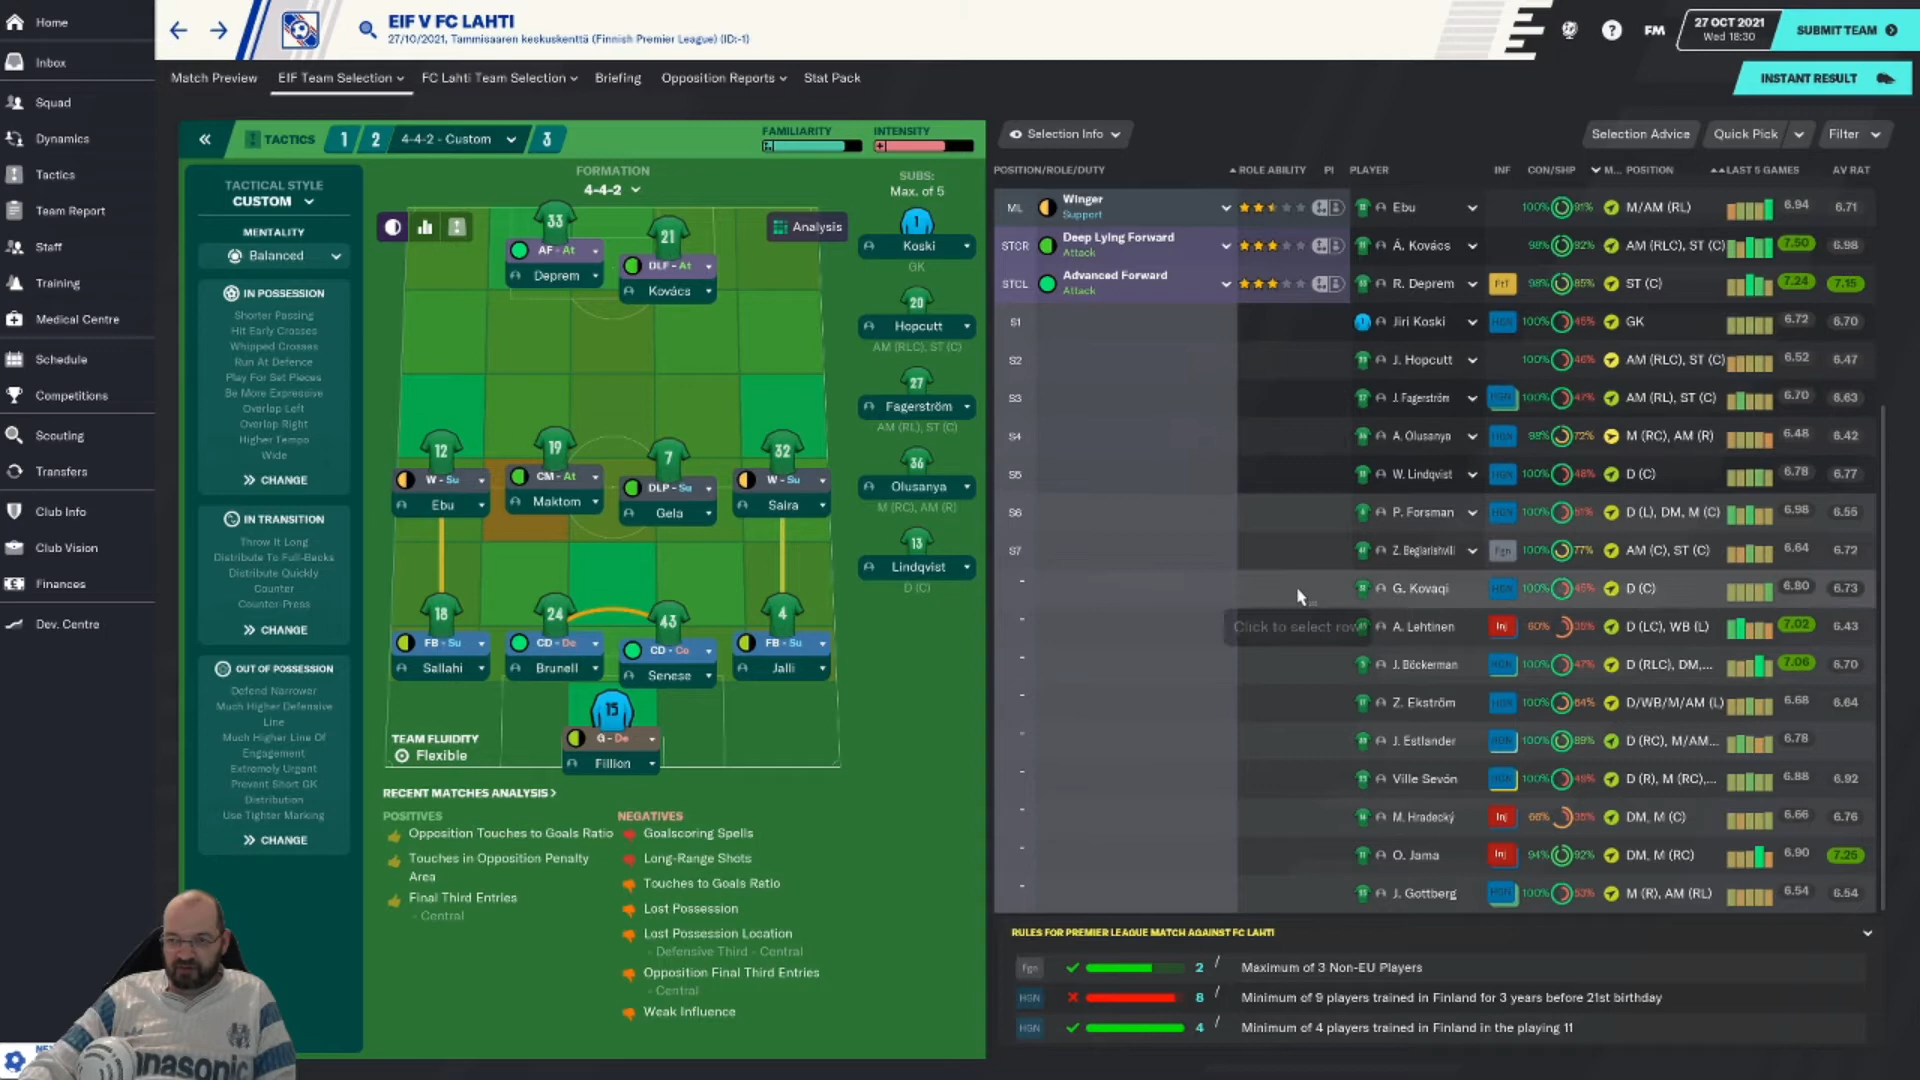 Home
Inbox
Squad
Dynamics
Tactics
Team Report
Staff
Planning
Training
Medical Centre
Schedule
Competitions
Scouting
Transfers
Club Info
Club Vision
Finances
Dev. Centre
EIF V FC LAHTI
27/10/2021, Tammisaaren keskuskenttä (Finnish Premier League) (ID:-1)
FM
27 OCT 2021
Wed 18:30
SUBMIT TEAM
Match Preview
EIF Team Selection
FC Lahti Team Selection
Briefing
Opposition Reports
Stat Pack
INSTANT RESULT
TACTICS
1
2
4-4-2 - Custom
3
FAMILIARITY
INTENSITY
TACTICAL STYLE
CUSTOM
MENTALITY
Balanced
IN POSSESSION
Shorter Passing
Hit Early Crosses
Whipped Crosses
Run At Defence
Play For Set Pieces
Be More Expressive
Overlap Left
Overlap Right
Higher Tempo
Wide
CHANGE
IN TRANSITION
Throw It Long
Distribute To Full-Backs
Distribute Quickly
Counter
Counter-Press
CHANGE
OUT OF POSSESSION
Defend Narrower
Much Higher Defensive
Line
Much Higher Line Of
Engagement
Extremely Urgent
Prevent Short GK
Distribution
Use Tighter Marking
CHANGE
FORMATION
4-4-2
Analysis
33
AF - At
Deprem
21
DLF - At
Kovács
12
W - Su
Ebu
19
CM - At
Maktom
7
DLP - Su
Gela
32
W - Su
Saira
18
FB - Su
Sallahi
24
CD - De
Brunell
43
CD - Co
Senese
4
FB - Su
Jalli
15
G - De
Fillion
TEAM FLUIDITY
Flexible
SUBS:
Max. of 5
1
Koski
GK
20
Hopcutt
AM (RLC), ST (C)
27
Fagerström
AM (RL), ST (C)
36
Olusanya
M (RC), AM (R)
13
Lindqvist
D (C)
RECENT MATCHES ANALYSIS >
POSITIVES
Opposition Touches to Goals Ratio
Touches in Opposition Penalty
Area
Final Third Entries
- Central
NEGATIVES
Goalscoring Spells
Long-Range Shots
Touches to Goals Ratio
Lost Possession
Lost Possession Location
- Defensive Third - Central
Opposition Final Third Entries
- Central
Weak Influence
Selection Info
Selection Advice
Quick Pick
Filter
POSITION/ROLE/DUTY ROLE ABILITY PI PLAYER INF CON/SHP M... POSITION LAST 5 GAMES AV RAT
ML Winger Support Ebu 100% 91% M/AM (RL) 6.94 6.71
STCR Deep Lying Forward Attack Á. Kovács 98% 92% AM (RLC), ST (C) 7.50 6.98
STCL Advanced Forward Attack R. Deprem PrF 98% 85% ST (C) 7.24 7.15
S1 Jiri Koski HGN 100% 45% GK 6.72 6.70
S2 J. Hopcutt 100% 46% AM (RLC), ST (C) 6.52 6.47
S3 J. Fagerström HGN 100% 47% AM (RL), ST (C) 6.70 6.63
S4 A. Olusanya HGN 98% 72% M (RC), AM (R) 6.48 6.42
S5 W. Lindqvist HGN 100% 48% D (C) 6.78 6.77
S6 P. Forsman HGN 100% 51% D (L), DM, M (C) 6.98 6.55
S7 Z. Beglarishvili Fgn 100% 77% AM (C), ST (C) 6.64 6.72
- G. Kovaqi HGN 100% 45% D (C) 6.80 6.73
Click to select row
- A. Lehtinen Inj 60% 35% D (LC), WB (L) 7.02 6.43
- J. Böckerman HGN 100% 47% D (RLC), DM,... 7.06 6.70
- Z. Ekström HGN 100% 64% D/WB/M/AM (L) 6.68 6.64
- J. Estlander HGN 100% 89% D (RC), M/AM... 6.78
- Ville Sevón HGN 100% 49% D (R), M (RC),... 6.88 6.92
- M. Hradecký Inj 66% 35% DM, M (C) 6.66 6.76
- O. Jama Inj 94% 92% DM, M (RC) 6.90 7.25
- J. Gottberg HGN 100% 53% M (R), AM (RL) 6.54 6.54
RULES FOR PREMIER LEAGUE MATCH AGAINST FC LAHTI
Fgn 2 / Maximum of 3 Non-EU Players
HGN 8 / Minimum of 9 players trained in Finland for 3 years before 21st birthday
HGN 4 / Minimum of 4 players trained in Finland in the playing 11